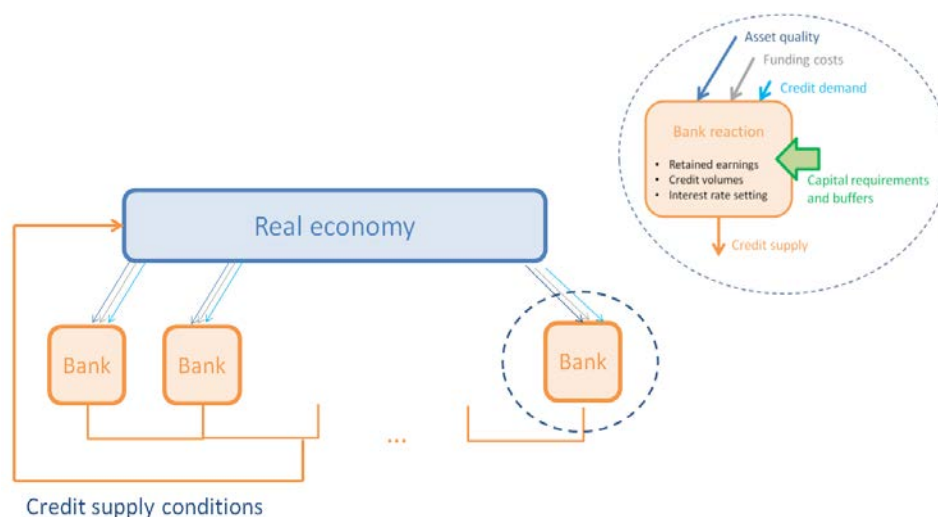 Asset quality
Funding costs
Credit demand
Bank reaction
• Retained earnings
• Credit volumes
• Interest rate setting
Capital requirements
and buffers
Credit supply
Real economy
Bank
Bank
Bank
...
Credit supply conditions